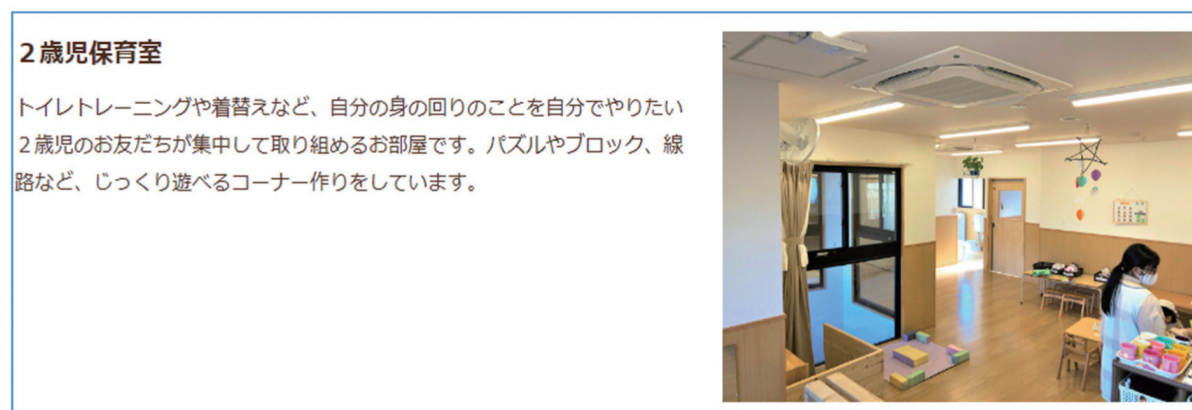 ２歳児保育室
トイレトレーニングや着替えなど、自分の身の回りのことを自分でやりたい
２歳児のお友だちが集中して取り組めるお部屋です。パズルやブロック、線
路など、じっくり遊べるコーナー作りをしています。